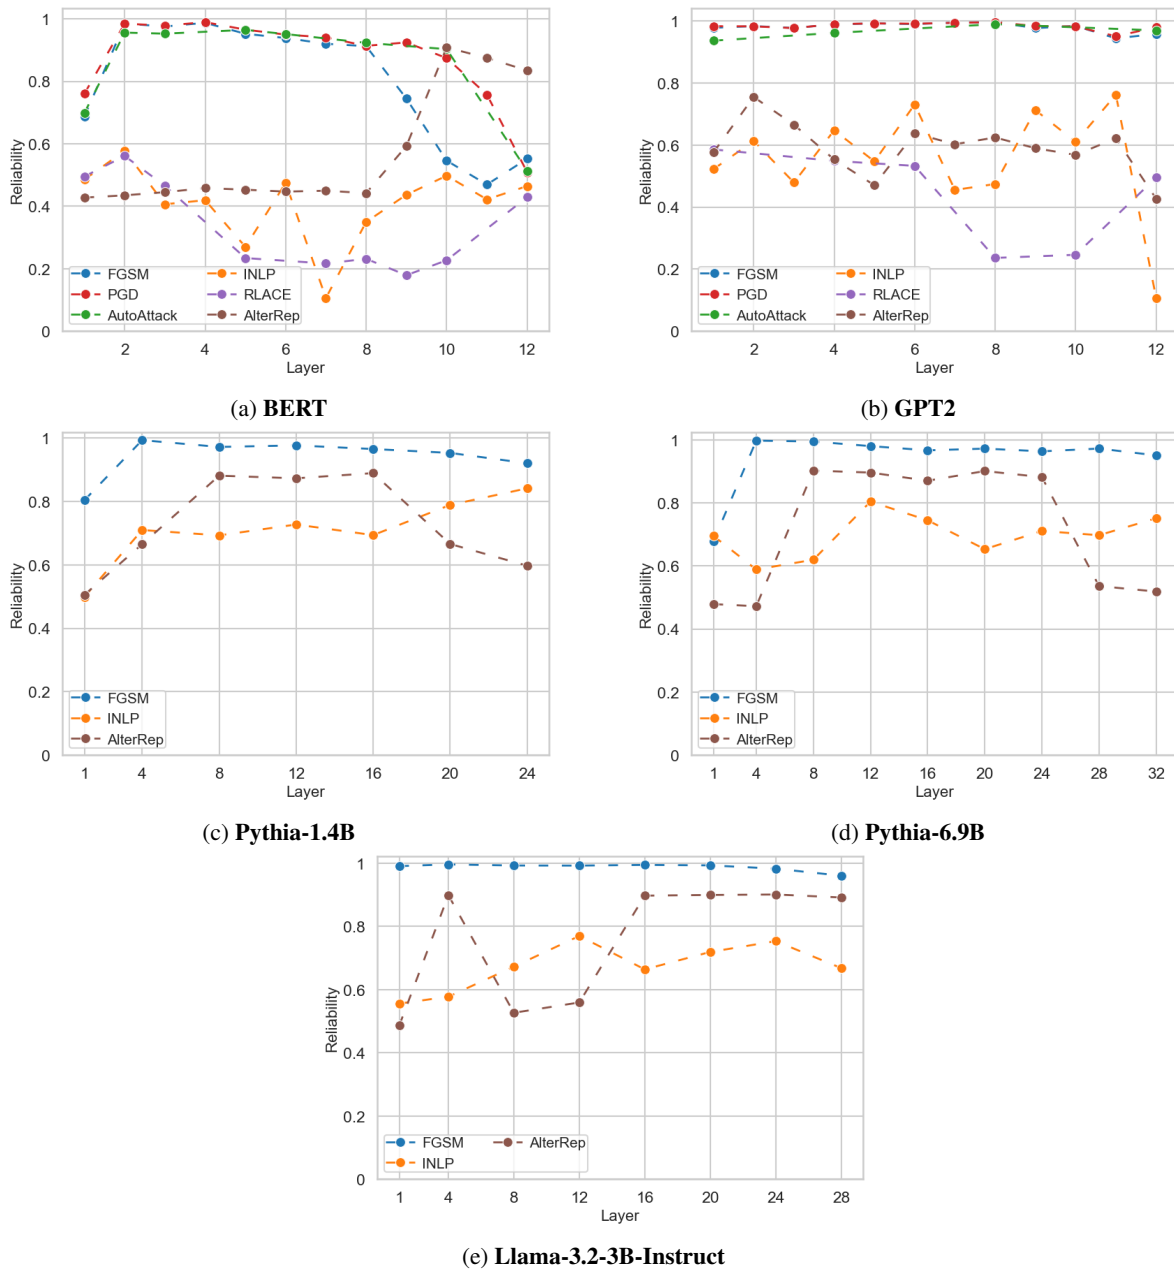 1
0.8
0.6
0.4
0.2
0
Reliability
2 4 6 8 10 12
Layer
FGSM INLP
PGD RLACE
AutoAttack AlterRep
(a) BERT
1
0.8
0.6
0.4
0.2
0
Reliability
2 4 6 8 10 12
Layer
FGSM INLP
PGD RLACE
AutoAttack AlterRep
(b) GPT2
1
0.8
0.6
0.4
0.2
0
Reliability
1 4 8 12 16 20 24
Layer
FGSM
INLP
AlterRep
(c) Pythia-1.4B
1
0.8
0.6
0.4
0.2
0
Reliability
1 4 8 12 16 20 24 28 32
Layer
FGSM
INLP
AlterRep
(d) Pythia-6.9B
1
0.8
0.6
0.4
0.2
0
Reliability
1 4 8 12 16 20 24 28
Layer
FGSM AlterRep
INLP
(e) Llama-3.2-3B-Instruct